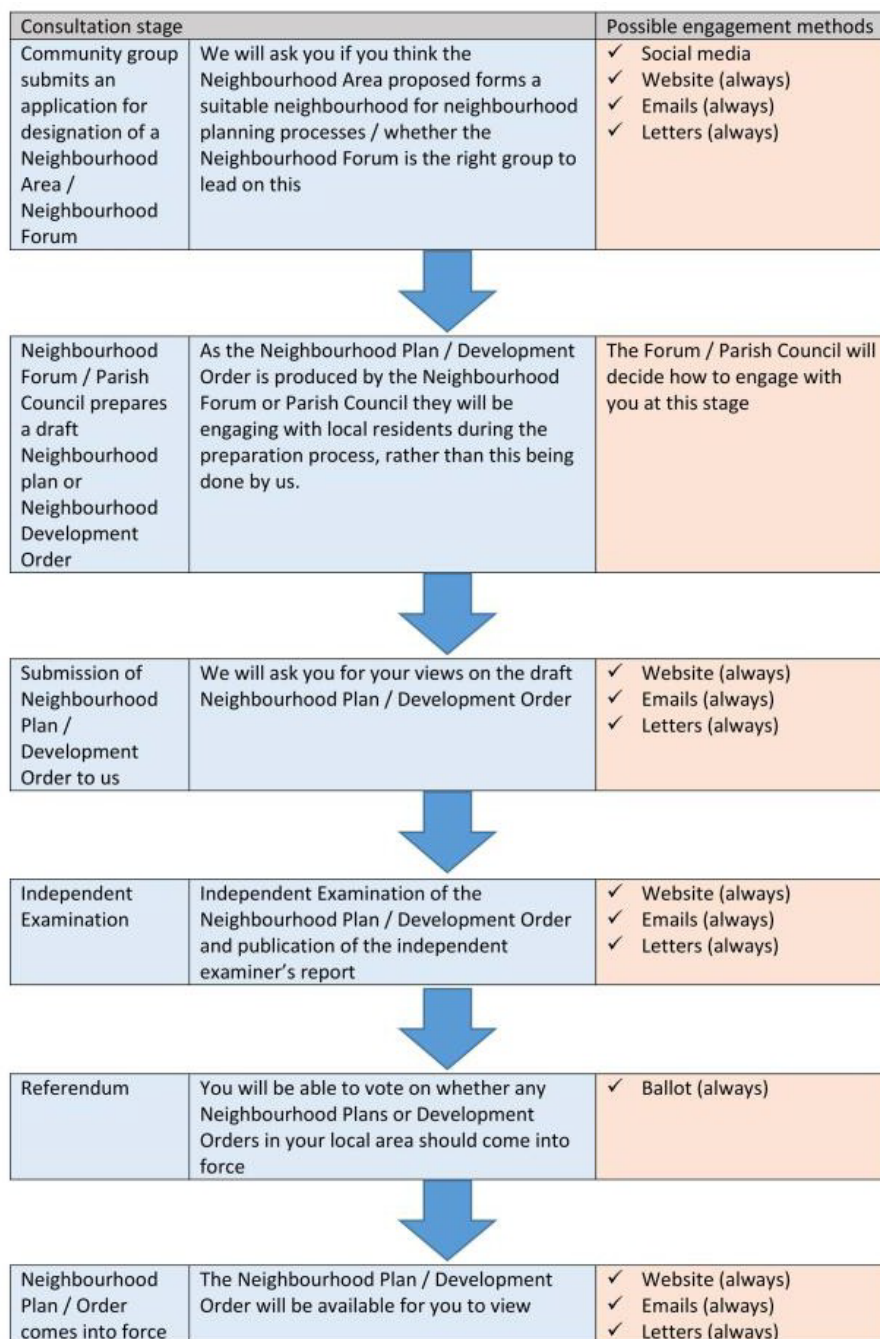 Consultation stage
Possible engagement methods
Community group
submits an
application for
designation of a
Neighbourhood
Area /
Neighbourhood
Forum
We will ask you if you think the
Neighbourhood Area proposed forms a
suitable neighbourhood for neighbourhood
planning processes / whether the
Neighbourhood Forum is the right group to
lead on this
✓ Social media
✓ Website (always)
✓ Emails (always)
✓ Letters (always)
Neighbourhood
Forum / Parish
Council prepares
a draft
Neighbourhood
plan or
Neighbourhood
Development
Order
As the Neighbourhood Plan / Development
Order is produced by the Neighbourhood
Forum or Parish Council they will be
engaging with local residents during the
preparation process, rather than this being
done by us.
The Forum / Parish Council will
decide how to engage with
you at this stage
Submission of
Neighbourhood
Plan /
Development
Order to us
We will ask you for your views on the draft
Neighbourhood Plan / Development Order
✓ Website (always)
✓ Emails (always)
✓ Letters (always)
Independent
Examination
Independent Examination of the
Neighbourhood Plan / Development Order
and publication of the independent
examiner’s report
✓ Website (always)
✓ Emails (always)
✓ Letters (always)
Referendum
You will be able to vote on whether any
Neighbourhood Plans or Development
Orders in your local area should come into
force
✓ Ballot (always)
Neighbourhood
Plan / Order
comes into force
The Neighbourhood Plan / Development
Order will be available for you to view
✓ Website (always)
✓ Emails (always)
✓ Letters (always)